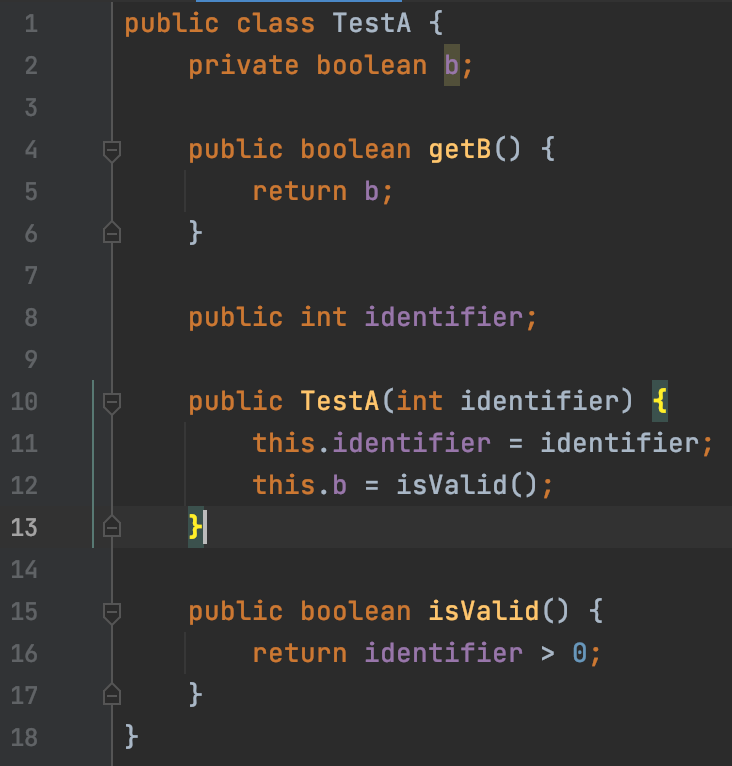 1 public class TestA {
2     private boolean b;
3
4     public boolean getB() {
5         return b;
6     }
7
8     public int identifier;
9
10     public TestA(int identifier) {
11         this.identifier = identifier;
12         this.b = isValid();
13     }
14
15     public boolean isValid() {
16         return identifier > 0;
17     }
18 }